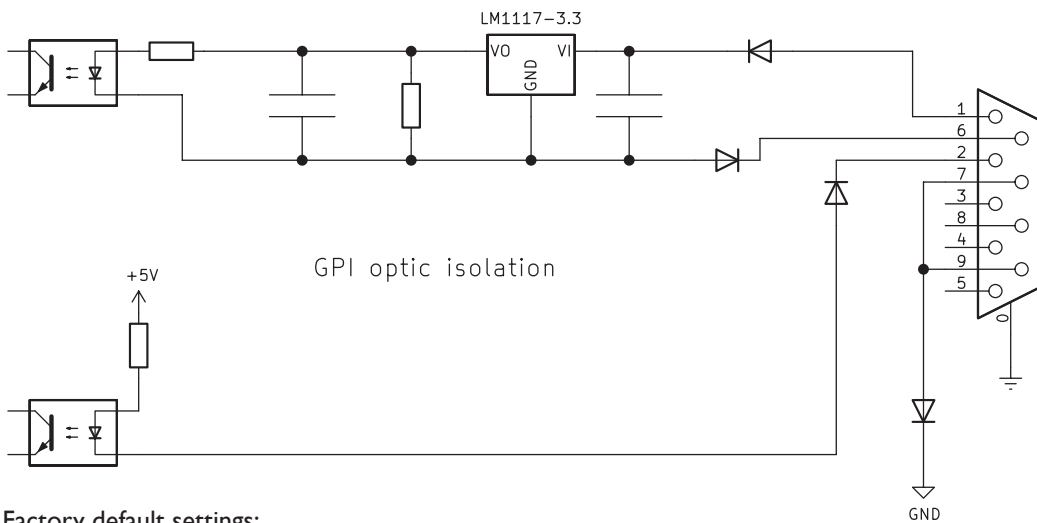 LM1117-3.3
VO
VI
GND
1
6
2
7
3
8
4
9
5
0
GPI optic isolation
+5V
GND
Factory default settings: